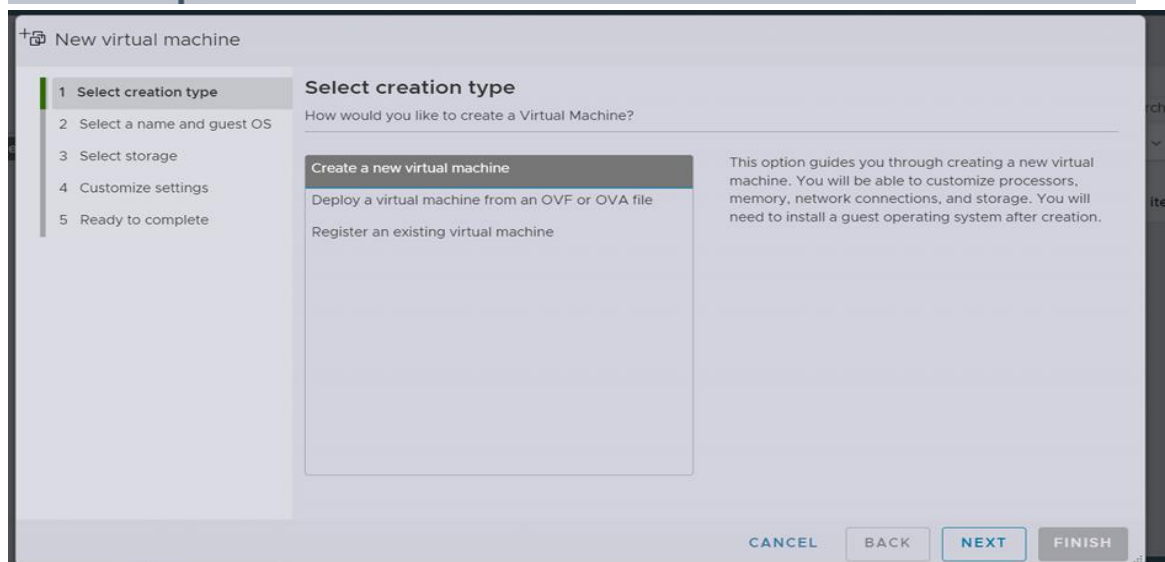 New virtual machine
1 Select creation type
2 Select a name and guest OS
3 Select storage
4 Customize settings
5 Ready to complete
Select creation type
How would you like to create a Virtual Machine?
Create a new virtual machine
Deploy a virtual machine from an OVF or OVA file
Register an existing virtual machine
This option guides you through creating a new virtual
machine. You will be able to customize processors,
memory, network connections, and storage. You will
need to install a guest operating system after creation.
CANCEL BACK NEXT FINISH